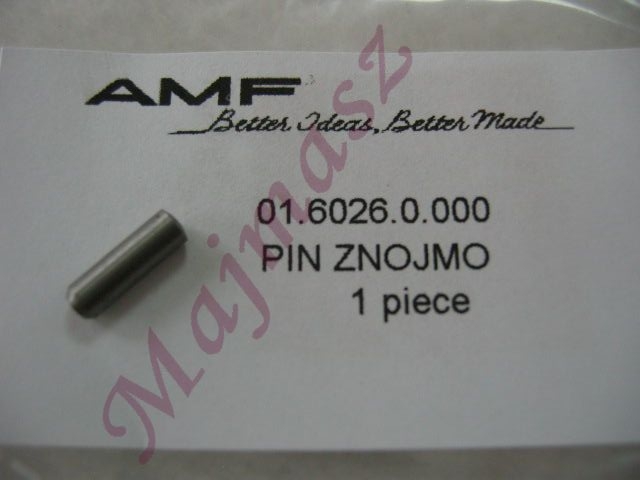 AMF
Better Ideas, Better Made
01.6026.0.000
PIN ZNOJMO
1 piece
Majmasz